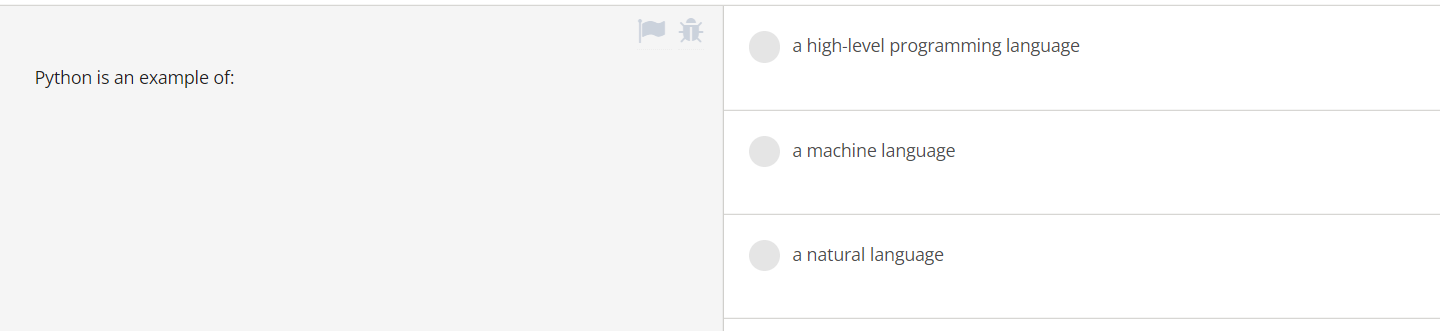 Python is an example of:
a high-level programming language
a machine language
a natural language